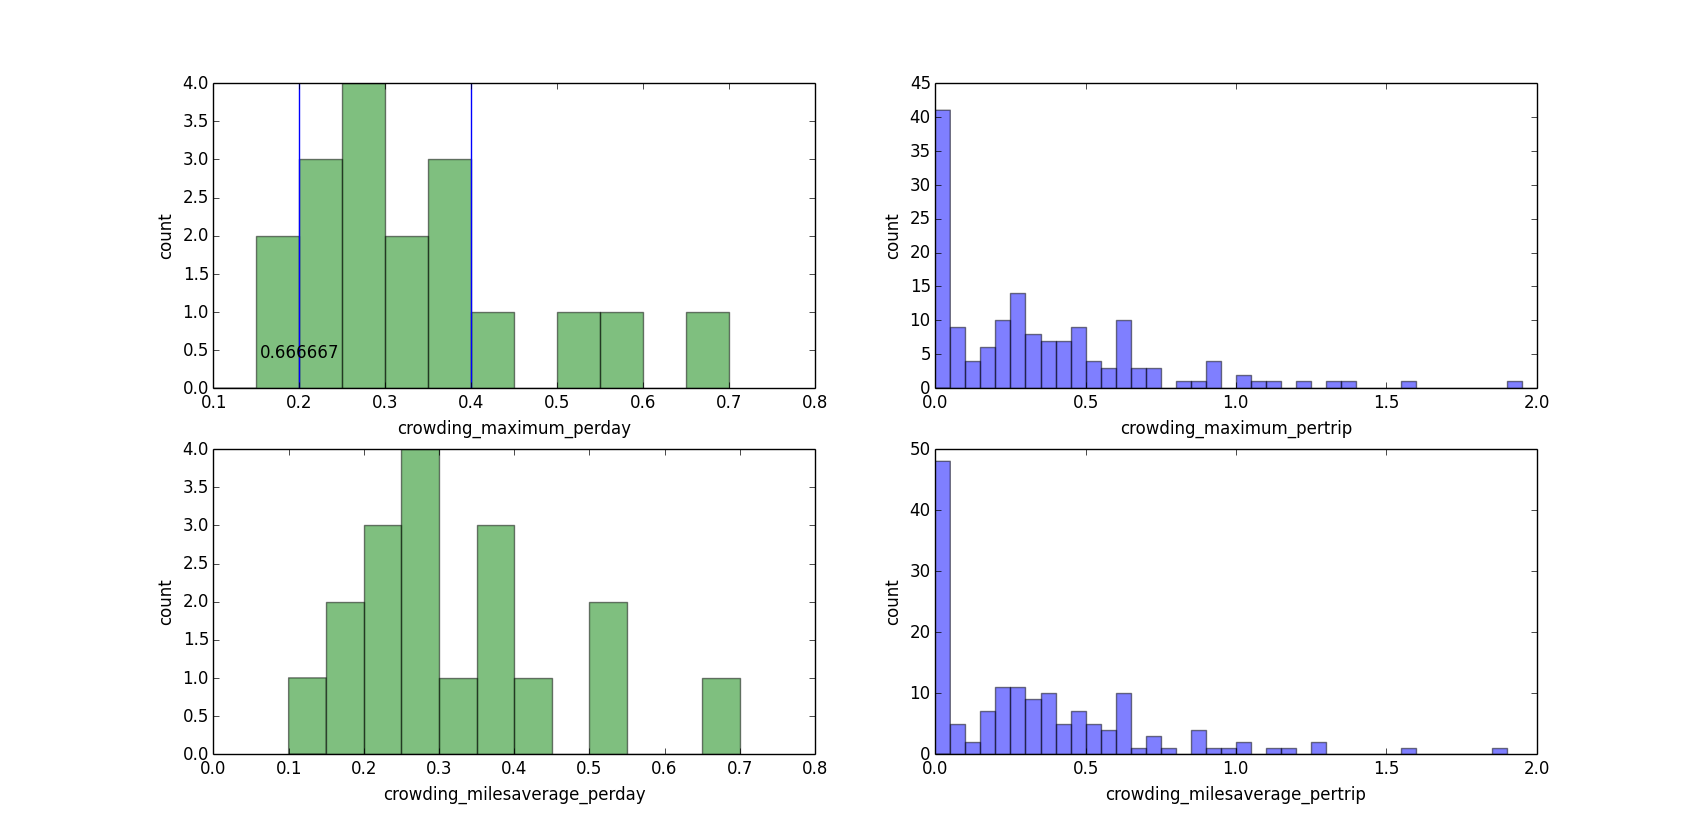 4.0
3.5
3.0
2.5
2.0
1.5
1.0
0.5
0.0
count
0.666667
0.1 0.2 0.3 0.4 0.5 0.6 0.7 0.8
crowding_maximum_perday
45
40
35
30
25
20
15
10
5
0
count
0.0 0.5 1.0 1.5 2.0
crowding_maximum_pertrip
4.0
3.5
3.0
2.5
2.0
1.5
1.0
0.5
0.0
count
0.0 0.1 0.2 0.3 0.4 0.5 0.6 0.7 0.8
crowding_milesaverage_perday
50
40
30
20
10
0
count
0.0 0.5 1.0 1.5 2.0
crowding_milesaverage_pertrip